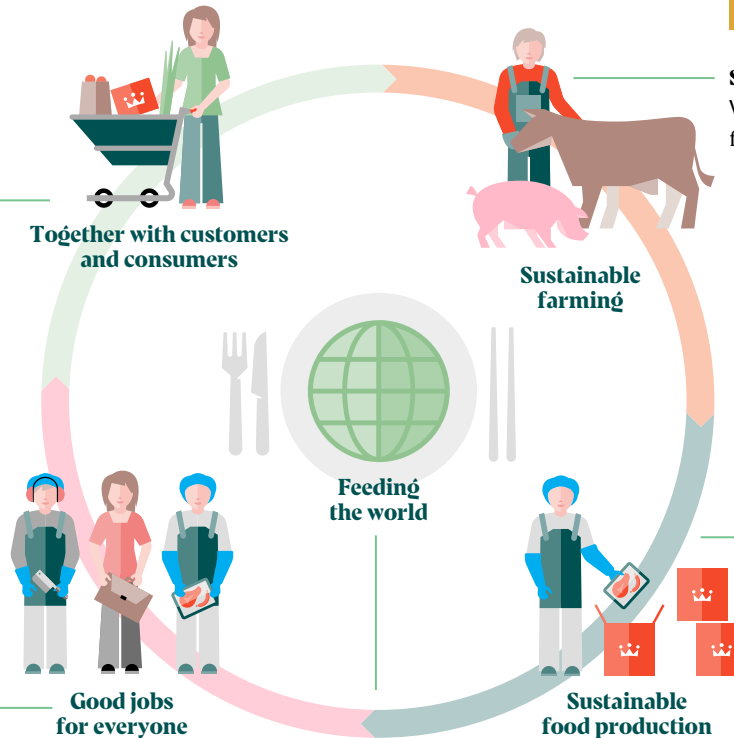 Together with customers
and consumers
Sustainable
farming
Feeding
the world
Good jobs
for everyone
Sustainable
food production